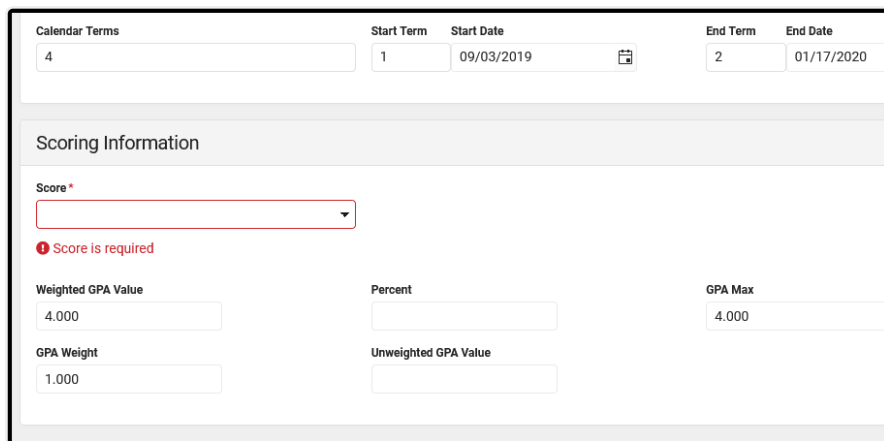 Calendar Terms Start Term Start Date End Term End Date
4 1 09/03/2019 2 01/17/2020
Scoring Information
Score *
Score is required
Weighted GPA Value Percent GPA Max
4.000 4.000
GPA Weight Unweighted GPA Value
1.000